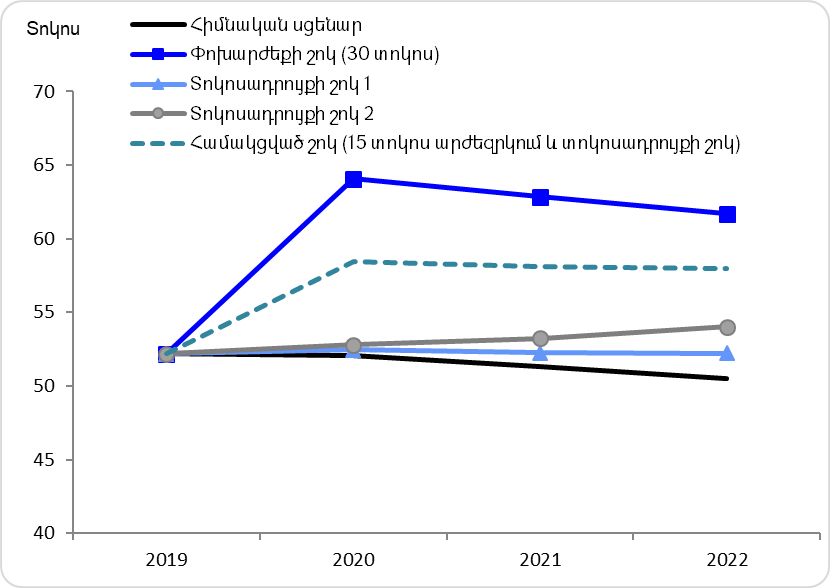 Տոկոս
Հիմնական սցենար
Փոխարժեքի շոկ (30 տոկոս)
Տոկոսադրույքի շոկ 1
Տոկոսադրույքի շոկ 2
Համակցված շոկ (15 տոկոս արժեզրկում և տոկոսադրույքի շոկ)
70
65
60
55
50
45
40
2019 2020 2021 2022